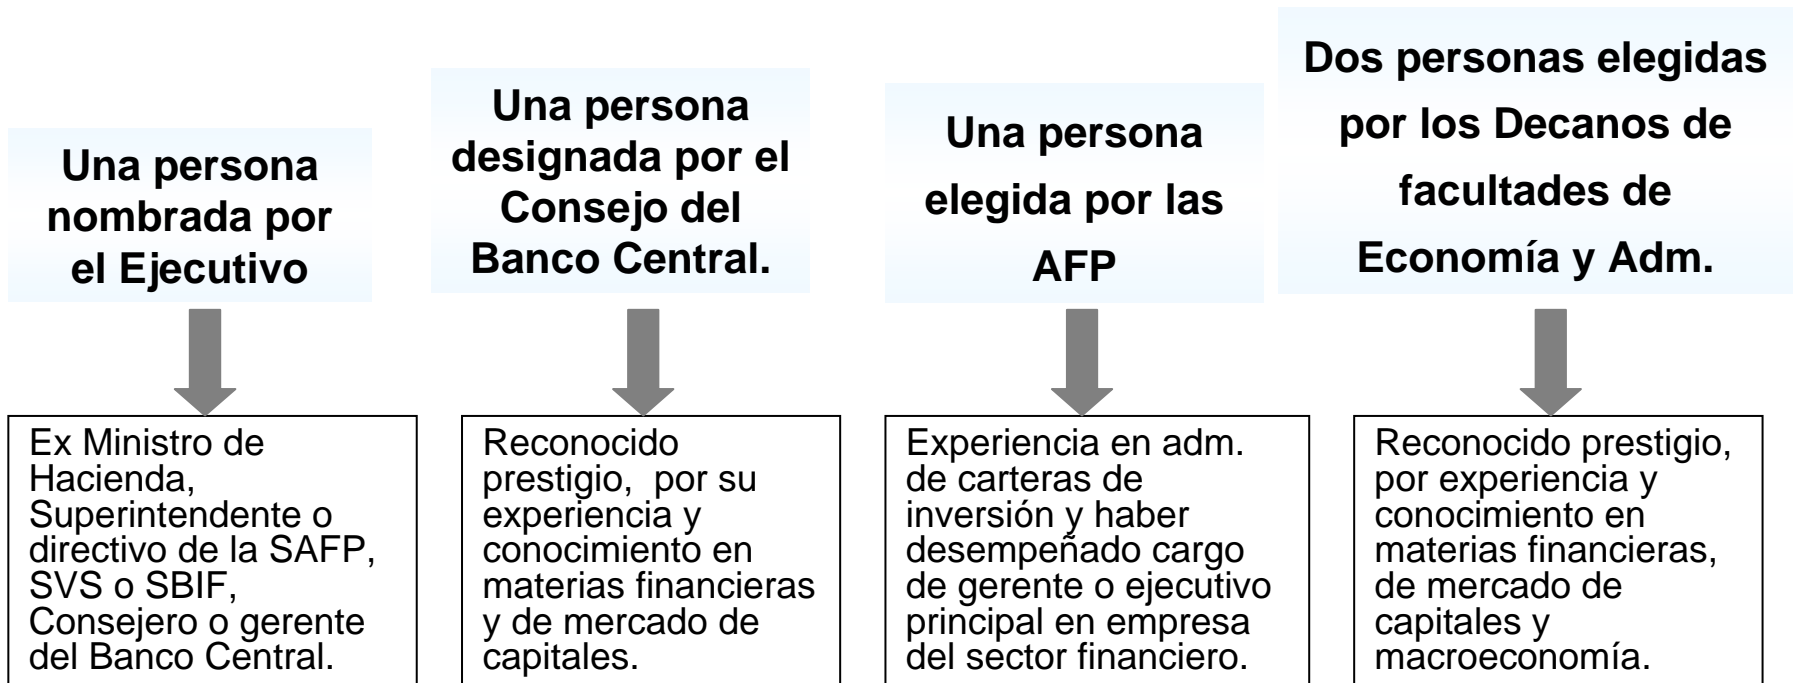 Una persona
nombrada por
el Ejecutivo
Una persona
designada por el
Consejo del
Banco Central.
Una persona
elegida por las
AFP
Dos personas elegidas
por los Decanos de
facultades de
Economía y Adm.
Ex Ministro de
Hacienda,
Superintendente o
directivo de la SAFP,
SVS o SBIF,
Consejero o gerente
del Banco Central.
Reconocido
prestigio,  por su
experiencia y
conocimiento en
materias financieras
y de mercado de
capitales.
Experiencia en adm.
de carteras de
inversión y haber
desempeñado cargo
de gerente o ejecutivo
principal en empresa
del sector financiero.
Reconocido prestigio,
por experiencia y
conocimiento en
materias financieras,
de mercado de
capitales y
macroeconomía.